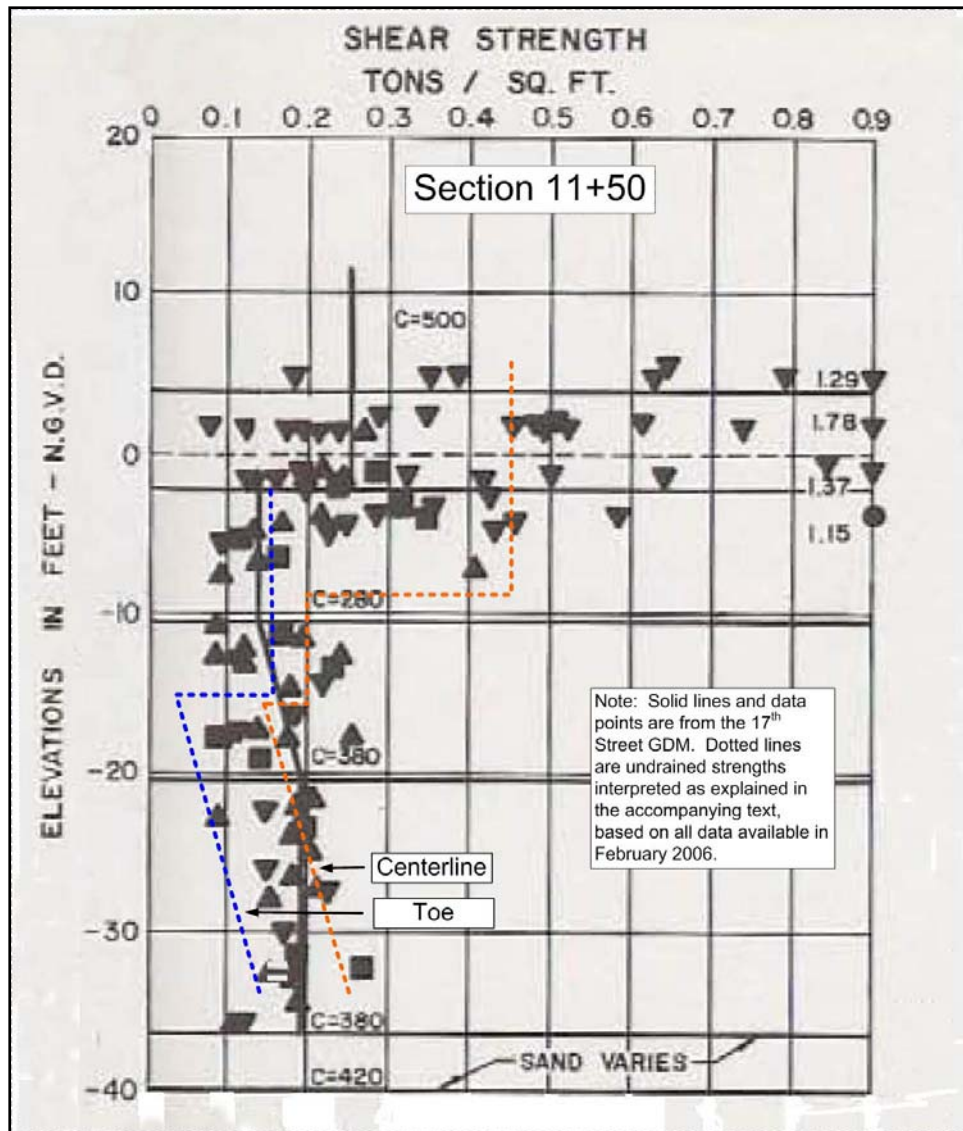 SHEAR STRENGTH
TONS / SQ. FT.
0 0.1 0.2 0.3 0.4 0.5 0.6 0.7 0.8 0.9
20
Section 11+50
10
C=500
1.29
1.78
0
1.37
1.15
C=280
-10
Note: Solid lines and data
points are from the 17th
Street GDM. Dotted lines
are undrained strengths
interpreted as explained in
the accompanying text,
based on all data available in
February 2006.
C=380
-20
Centerline
Toe
-30
C=380
SAND VARIES
C=420
-40
ELEVATIONS IN FEET - N.G.V.D.